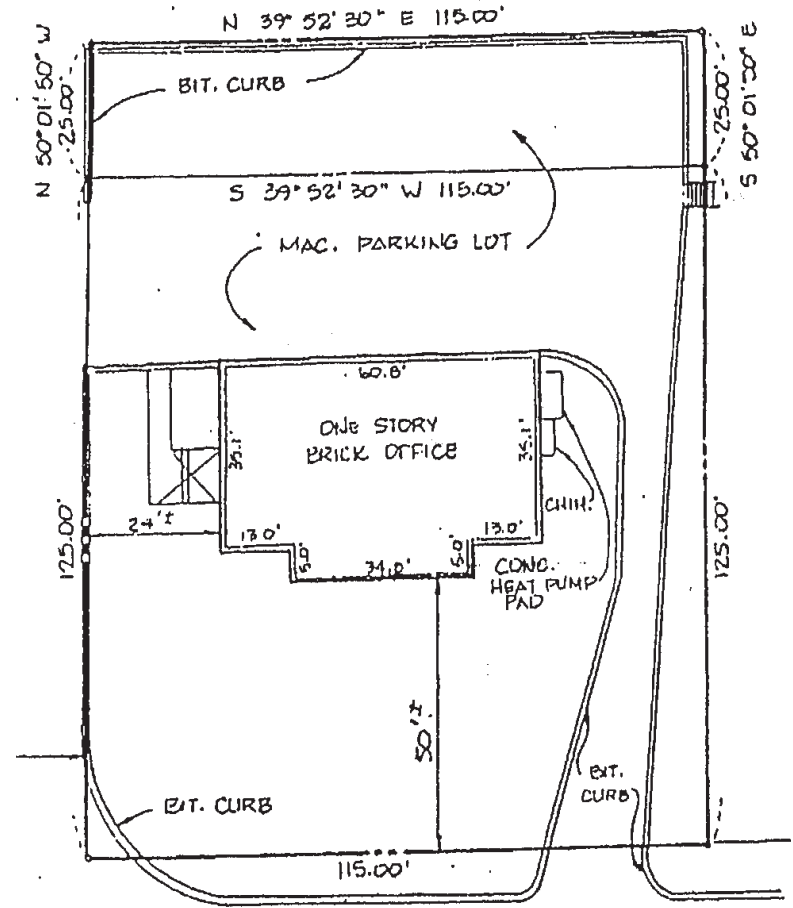 N 39° 52' 30" E 115.00'
N 50° 01' 50" W
25.00'
BIT. CURB
25.00'
S 39° 52' 30" W 115.00'
MAC. PARKING LOT
60.8'
ONE STORY
BRICK OFFICE
35.1'
35.1'
CHIM.
24'±
13.0'
5.0'
34.0'
5.0'
13.0'
CONC.
HEAT PUMP
PAD
125.00'
125.00'
50'±
BIT. CURB
BIT.
CURB
115.00'